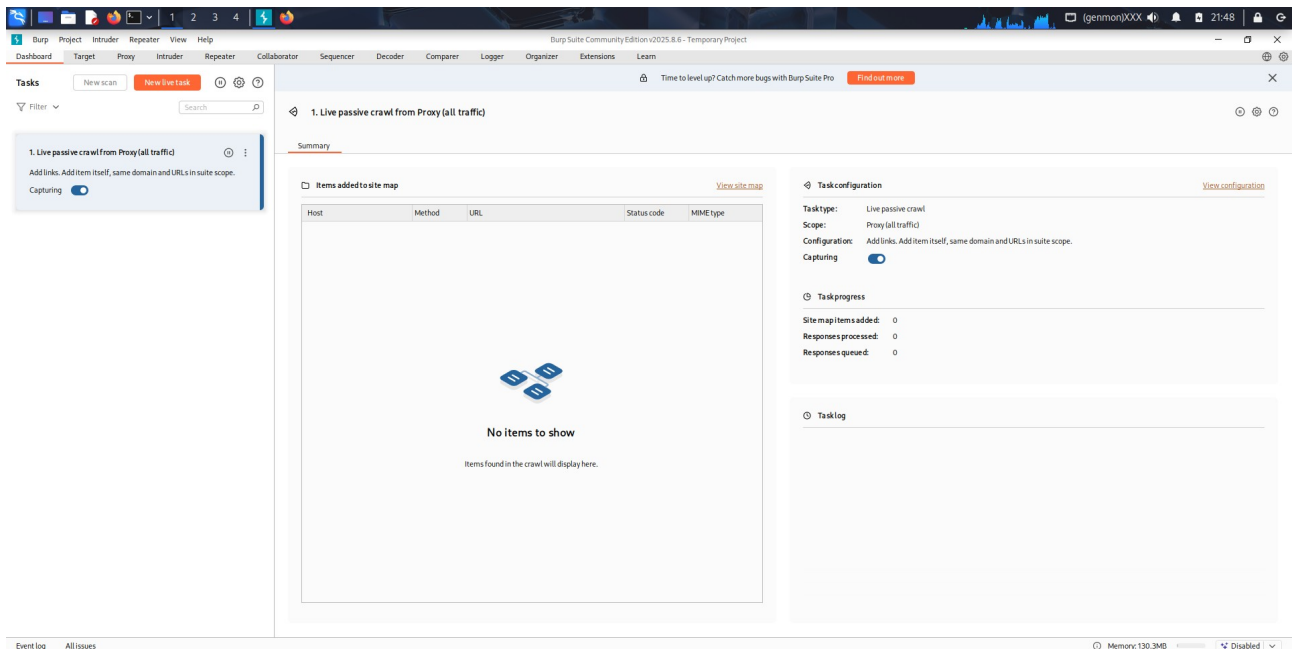 1 2 3 4 (genmon)XXX 21:48
Burp Project Intruder Repeater View Help Burp Suite Community Edition v2025.8.6 - Temporary Project
Dashboard Target Proxy Intruder Repeater Collaborator Sequencer Decoder Comparer Logger Organizer Extensions Learn
Tasks New scan New live task
Time to level up? Catch more bugs with Burp Suite Pro Find out more
Filter Search
1. Live passive crawl from Proxy (all traffic)
Add links. Add item itself, same domain and URLs in suite scope.
Capturing
1. Live passive crawl from Proxy (all traffic)
Summary
Items added to site map View site map
Host Method URL Status code MIME type
No items to show
Items found in the crawl will display here.
Task configuration View configuration
Task type: Live passive crawl
Scope: Proxy (all traffic)
Configuration: Add links. Add item itself, same domain and URLs in suite scope.
Capturing
Task progress
Site map items added: 0
Responses processed: 0
Responses queued: 0
Task log
Event log All issues Memory: 130.3MB Disabled